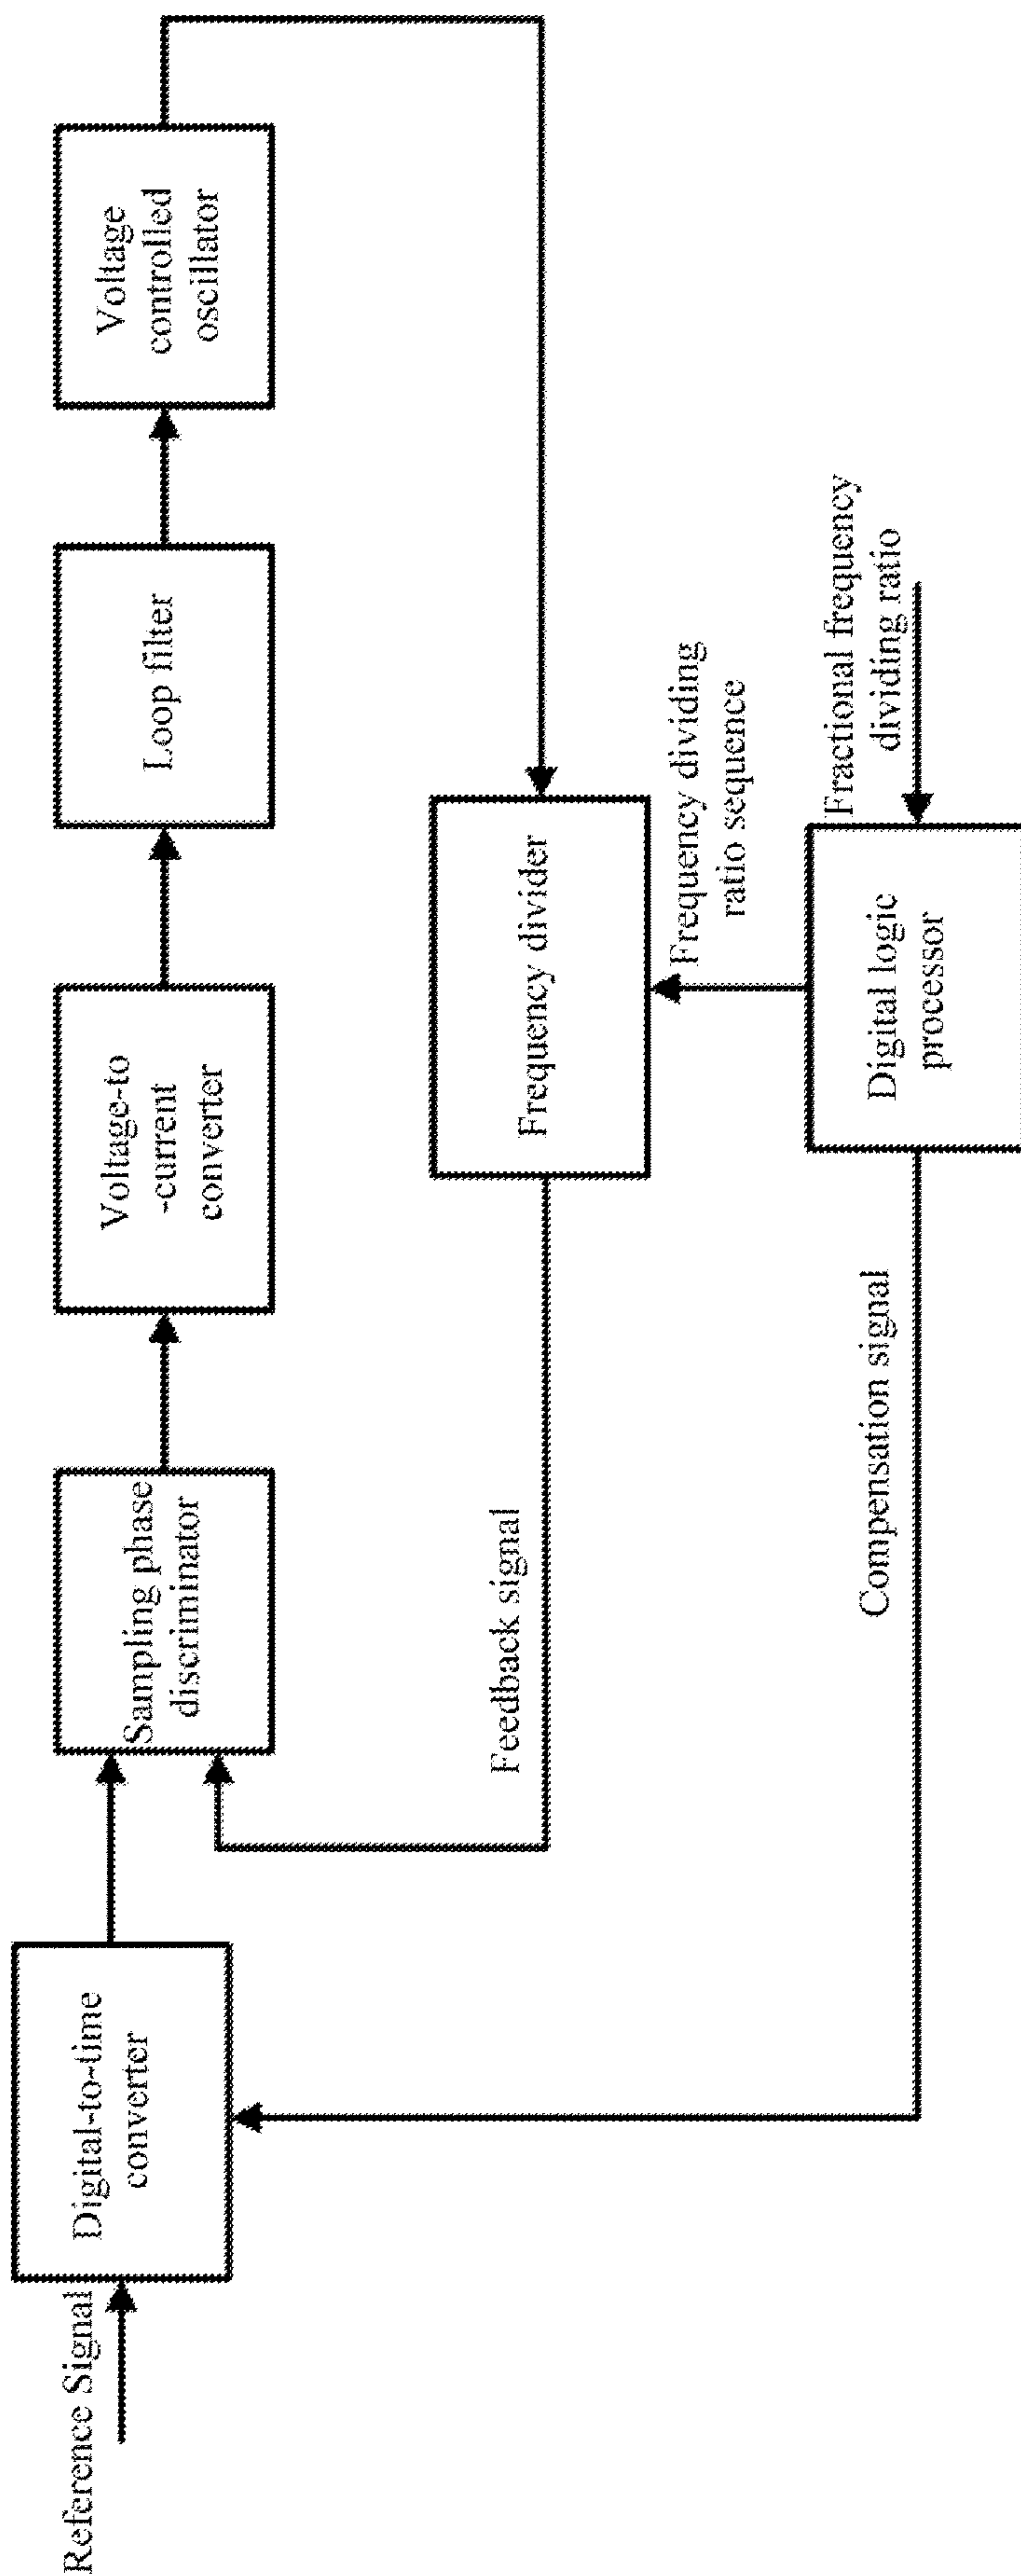 Reference Signal
Digital-to-time
converter
Sampling phase
discriminator
Voltage-to
-current
converter
Loop filter
Voltage
controlled
oscillator
Feedback signal
Frequency divider
Frequency dividing
ratio sequence
Compensation signal
Digital logic
processor
Fractional frequency
dividing ratio